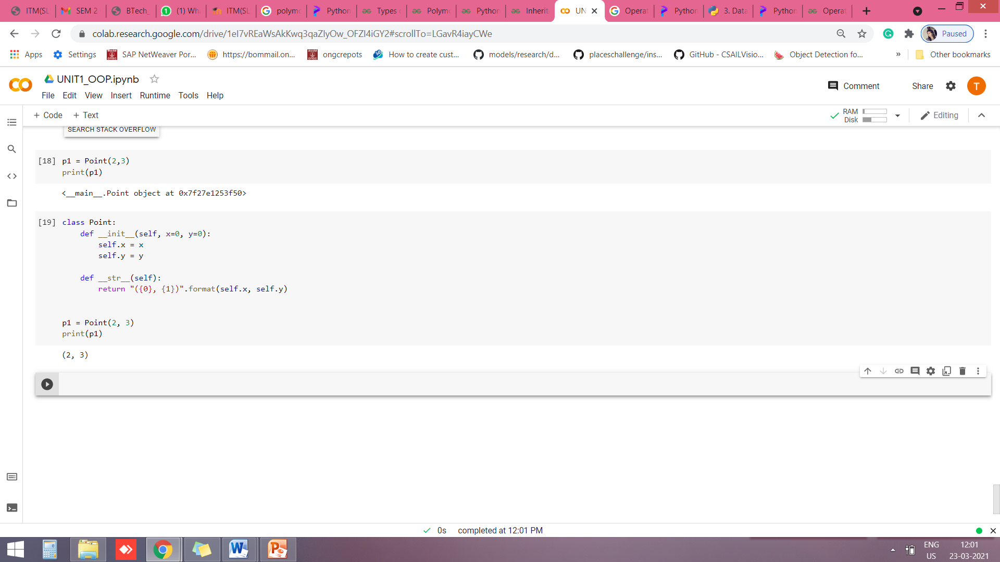 ITM(SL
SEM 2
BTech_
(1) Wh
ITM(SL
polym
Python
Types
Polyme
Python
Inherit
UN
Operat
Python
3. Data
Python
Operat
colab.research.google.com/drive/1eI7vREaWsAkKwq3qaZIyOw_OFZI4iGY2#scrollTo=LGavR4iayCWe
Paused
Apps
Settings
SAP NetWeaver Por...
https://bommail.on...
ongcrepots
How to create cust...
models/research/d...
placeschallenge/ins...
GitHub - CSAILVisio...
Object Detection fo...
»
Other bookmarks
UNIT1_OOP.ipynb
Comment
Share
T
File Edit View Insert Runtime Tools Help
+ Code + Text
RAM
Disk
Editing
SEARCH STACK OVERFLOW
[18] p1 = Point(2,3)
print(p1)
<__main__.Point object at 0x7f27e1253f50>
[19] class Point:
def __init__(self, x=0, y=0):
self.x = x
self.y = y
def __str__(self):
return "({0}, {1})".format(self.x, self.y)
p1 = Point(2, 3)
print(p1)
(2, 3)
0s completed at 12:01 PM
ENG
US
12:01
23-03-2021